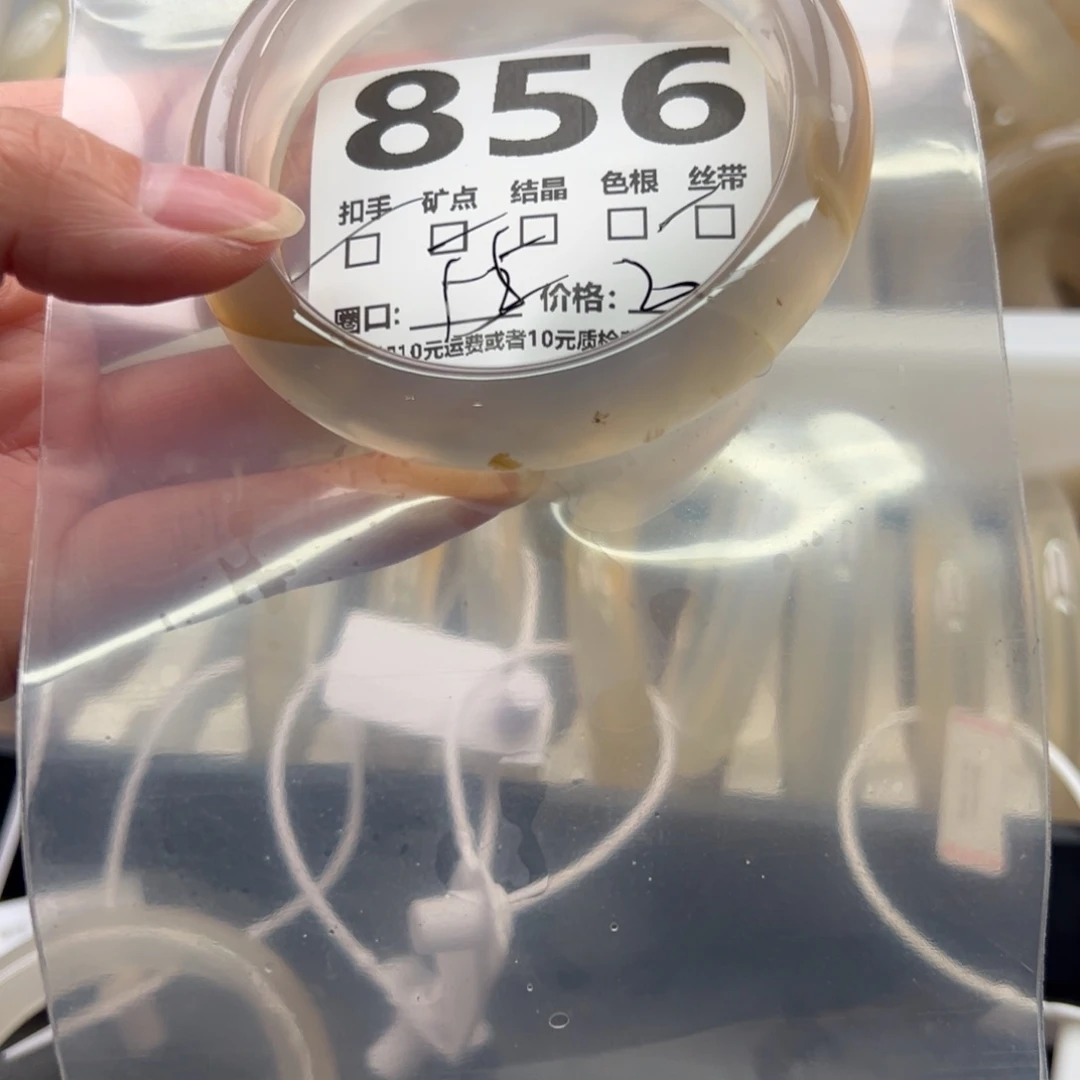 856
扣手 矿点 结晶 色根 丝带
圈口: 58 价格: 2
10元运费或者10元质检